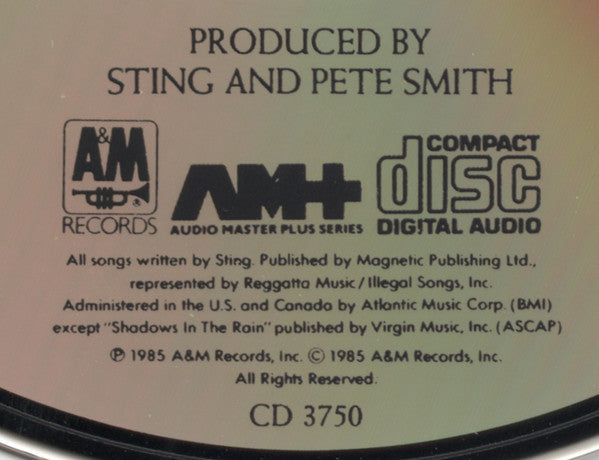 PRODUCED BY
STING AND PETE SMITH
A&M
RECORDS
AM+
AUDIO MASTER PLUS SERIES
COMPACT
disc
DIGITAL AUDIO
All songs written by Sting. Published by Magnetic Publishing Ltd.,
represented by Reggatta Music/Illegal Songs, Inc.
Administered in the U.S. and Canada by Atlantic Music Corp. (BMI)
except "Shadows In The Rain" published by Virgin Music, Inc. (ASCAP)
℗ 1985 A&M Records, Inc. © 1985 A&M Records, Inc.
All Rights Reserved.
CD 3750